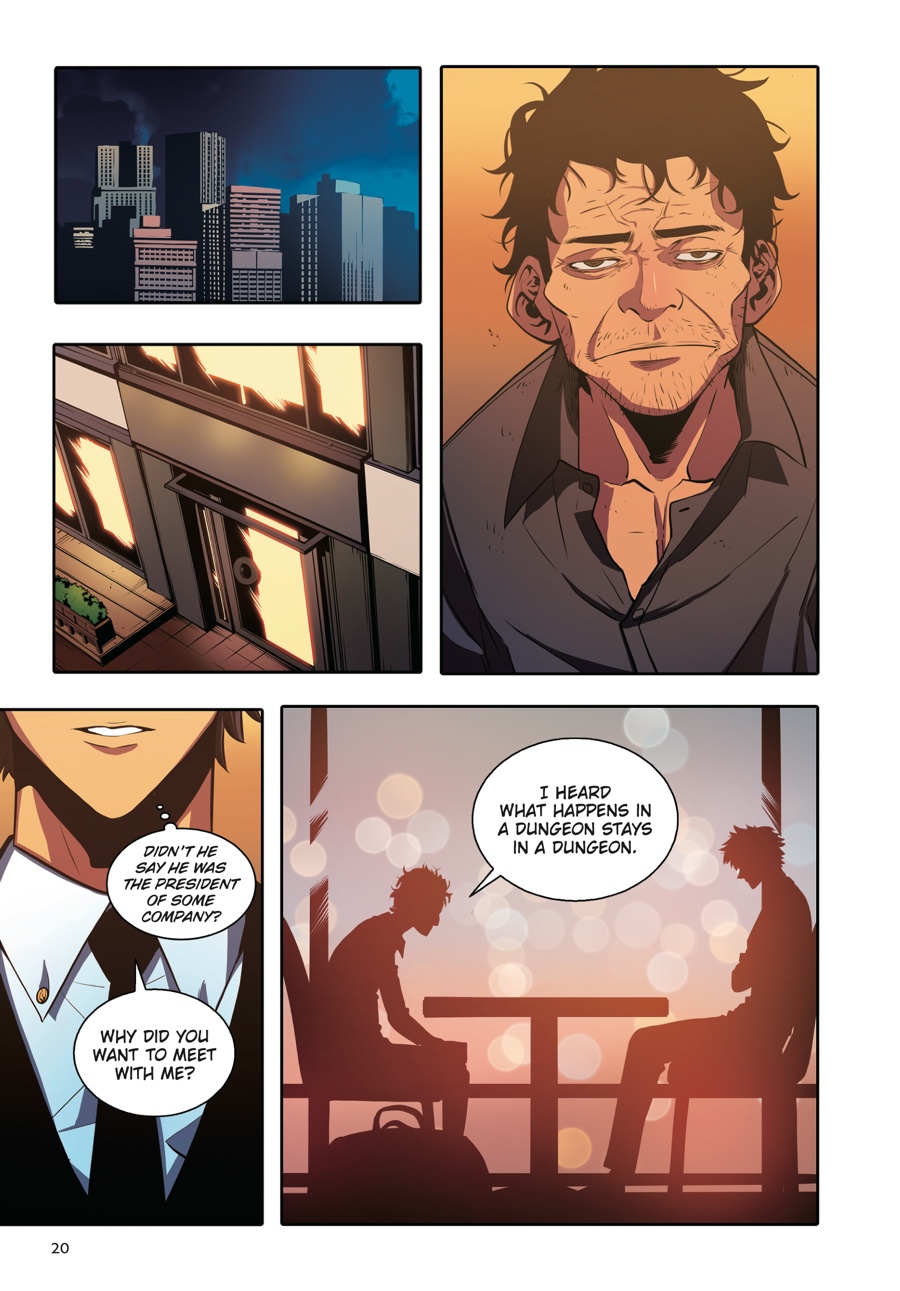 DIDN'T HE
SAY HE WAS
THE PRESIDENT
OF SOME
COMPANY?
WHY DID YOU
WANT TO MEET
WITH ME?
I HEARD
WHAT HAPPENS IN
A DUNGEON STAYS
IN A DUNGEON.
20